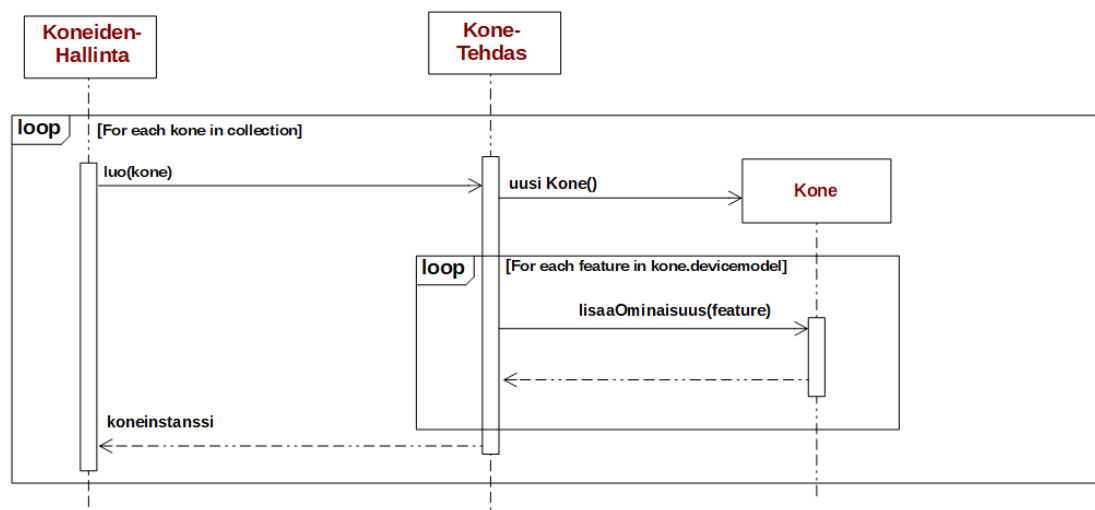 Koneiden-
Hallinta
Kone-
Tehdas
loop
[For each kone in collection]
luo(kone)
uusi Kone()
Kone
loop
[For each feature in kone.devicemodel]
lisaaOminaisuus(feature)
koneinstanssi